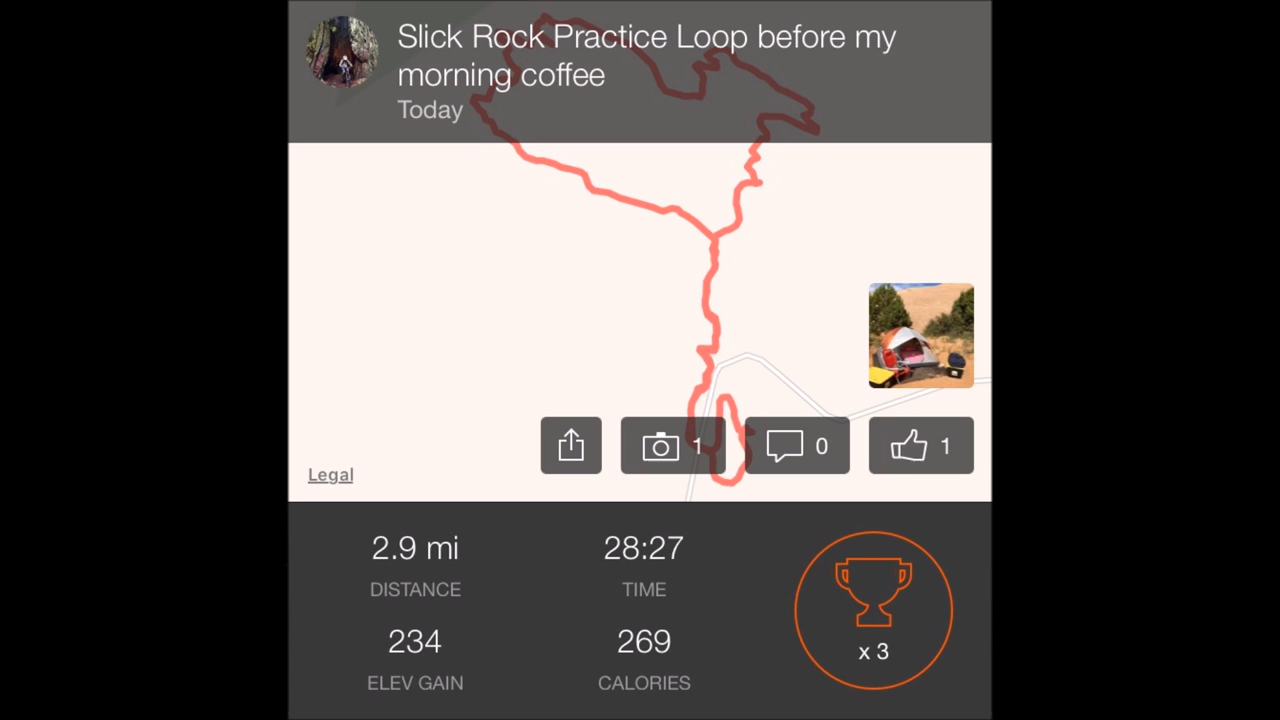 Slick Rock Practice Loop before my
morning coffee
Today
1
0
1
Legal
2.9 mi
28:27
DISTANCE
TIME
x 3
234
269
ELEV GAIN
CALORIES